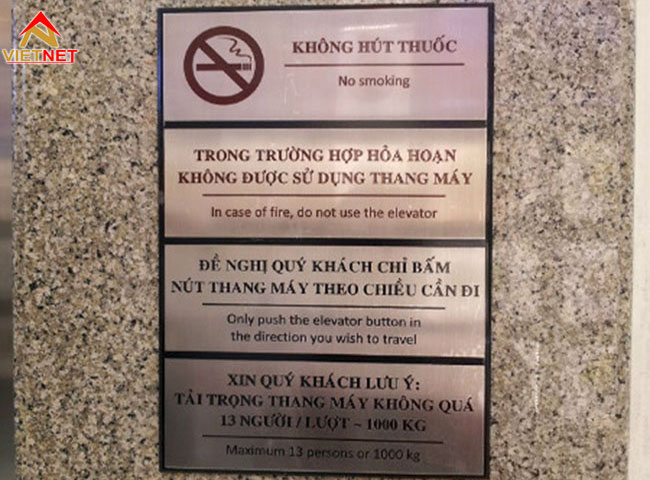 VIETNET
KHÔNG HÚT THUỐC
No smoking
TRONG TRƯỜNG HỢP HỎA HOẠN
KHÔNG ĐƯỢC SỬ DỤNG THANG MÁY
In case of fire, do not use the elevator
ĐỀ NGHỊ QUÝ KHÁCH CHỈ BẤM
NÚT THANG MÁY THEO CHIỀU CẦN ĐI
Only push the elevator button in
the direction you wish to travel
XIN QUÝ KHÁCH LƯU Ý:
TẢI TRỌNG THANG MÁY KHÔNG QUÁ
13 NGƯỜI / LƯỢT ~ 1000 KG
Maximum 13 persons or 1000 kg